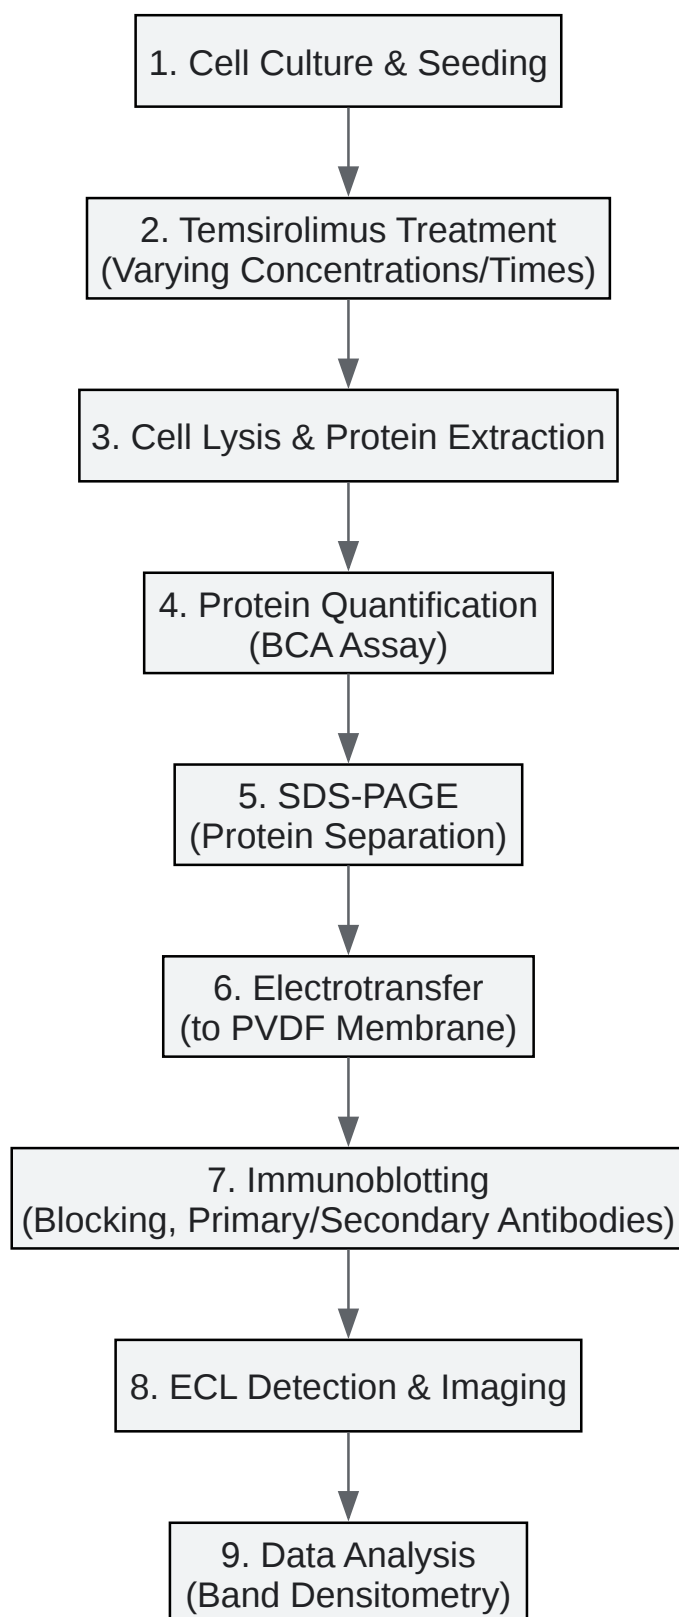 1. Cell Culture & Seeding
2. Temsirolimus Treatment
(Varying Concentrations/Times)
3. Cell Lysis & Protein Extraction
4. Protein Quantification
(BCA Assay)
5. SDS-PAGE
(Protein Separation)
6. Electrotransfer
(to PVDF Membrane)
7. Immunoblotting
(Blocking, Primary/Secondary Antibodies)
8. ECL Detection & Imaging
9. Data Analysis
(Band Densitometry)